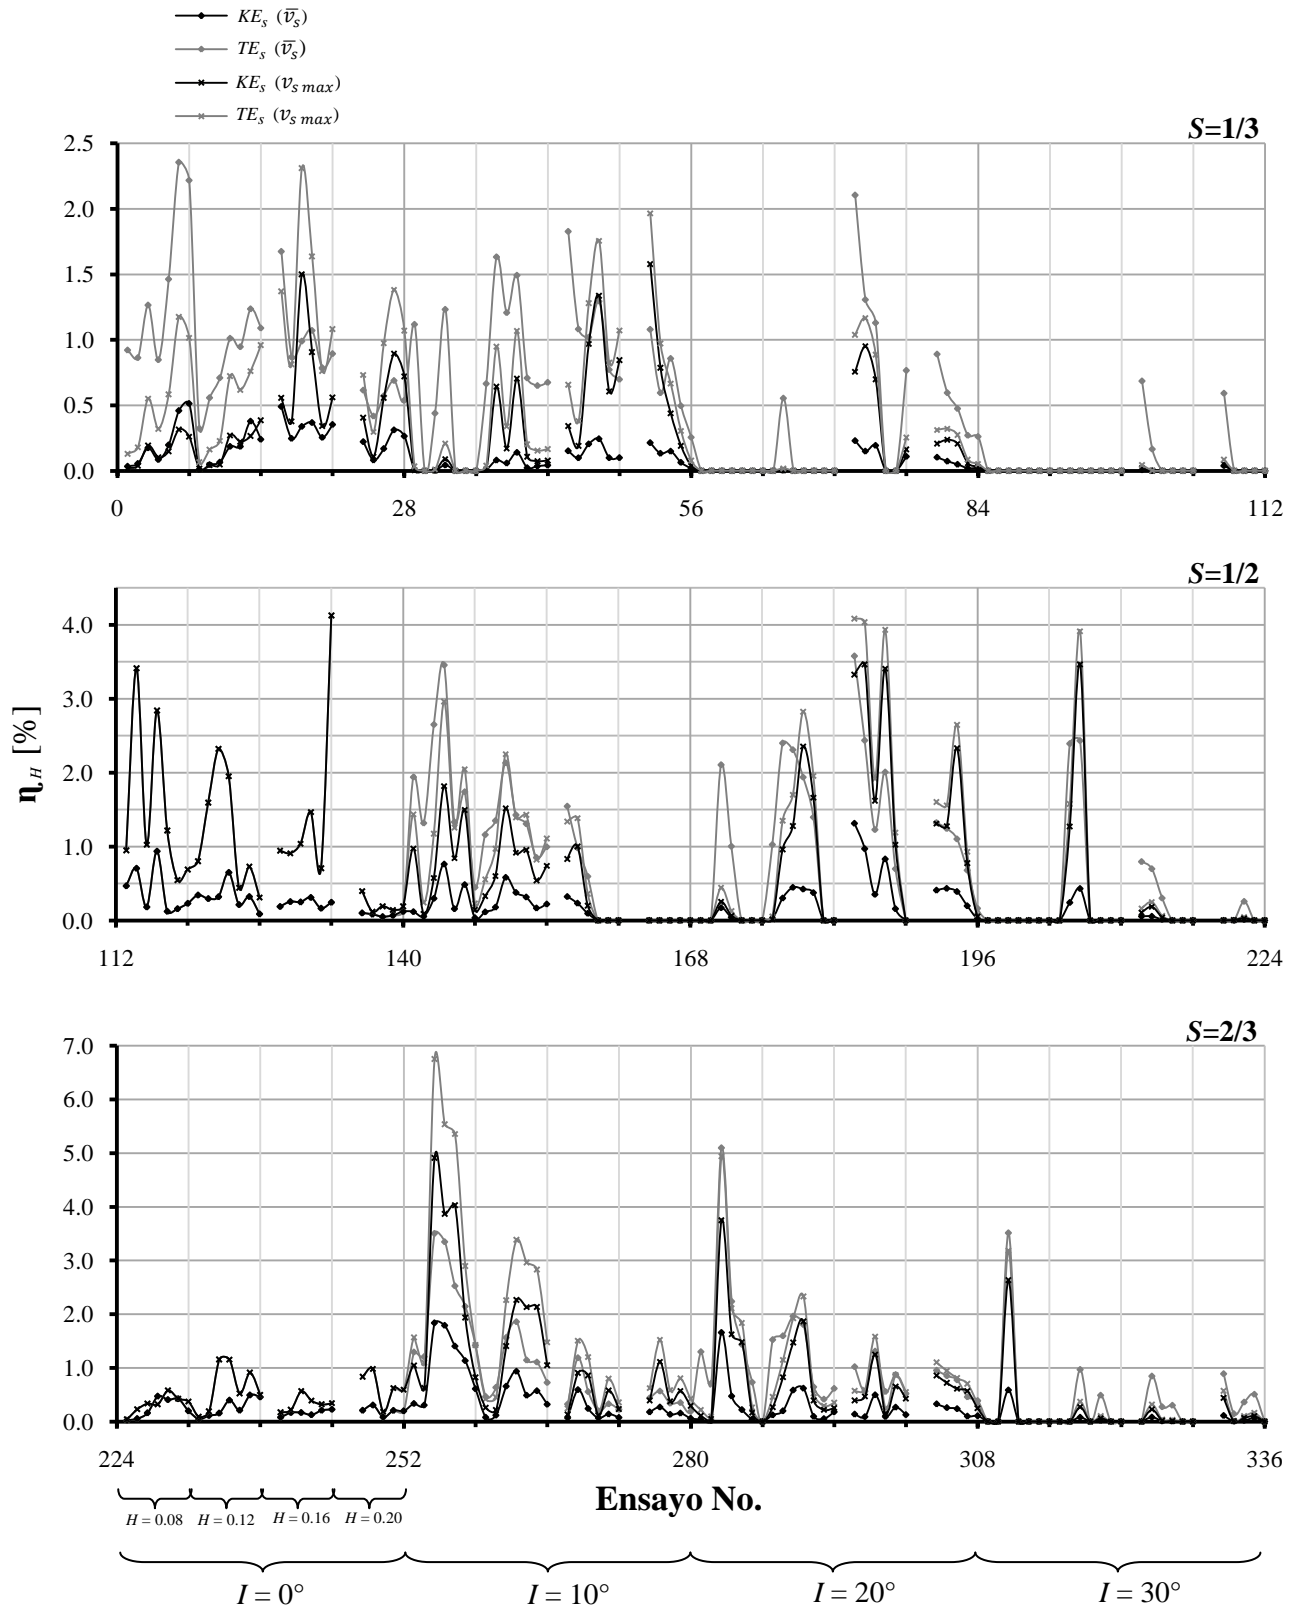 KEs (v̅s)
TEs (v̅s)
KEs (vs max)
TEs (vs max)
S=1/3
2.5
2.0
1.5
1.0
0.5
0.0
0 28 56 84 112
S=1/2
4.0
3.0
2.0
1.0
0.0
112 140 168 196 224
ηH [%]
S=2/3
7.0
6.0
5.0
4.0
3.0
2.0
1.0
0.0
224 252 280 308 336
Ensayo No.
H = 0.08 H = 0.12 H = 0.16 H = 0.20
I = 0° I = 10° I = 20° I = 30°